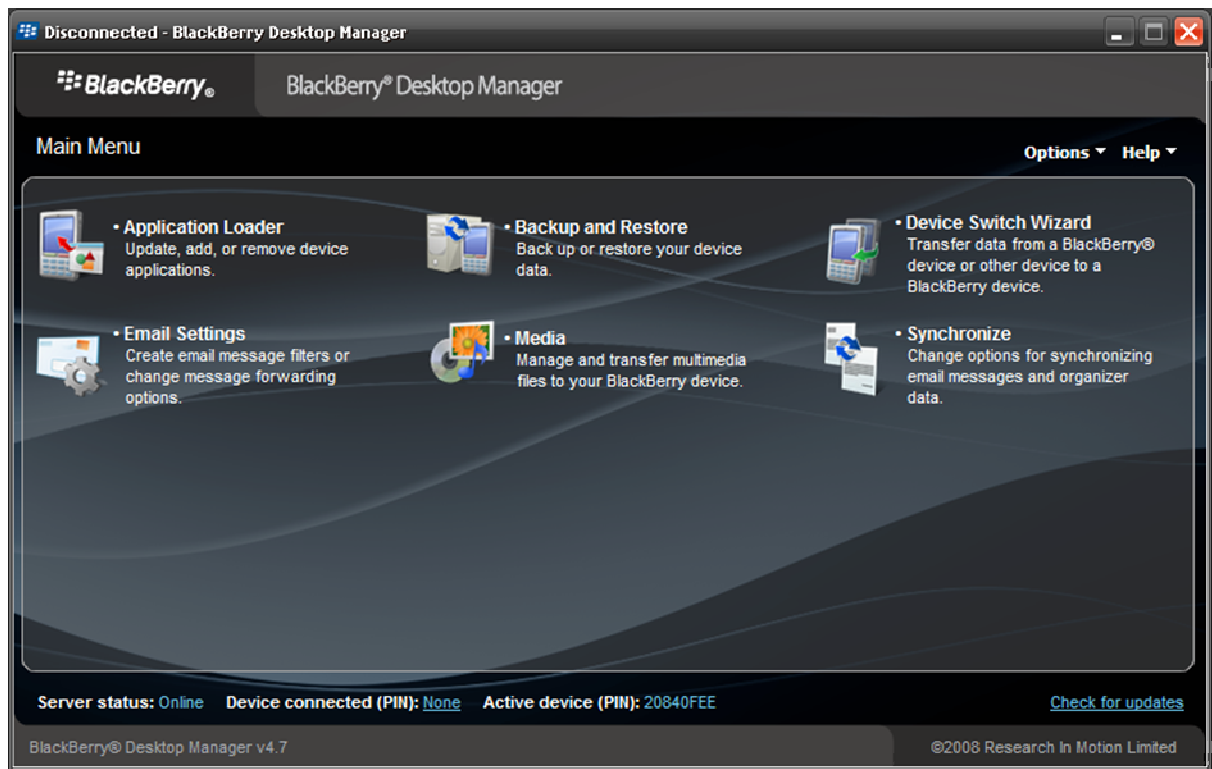 Disconnected - BlackBerry Desktop Manager
BlackBerry®
BlackBerry® Desktop Manager
Main Menu
Options Help
• Application Loader
Update, add, or remove device
applications.
• Backup and Restore
Back up or restore your device
data.
• Device Switch Wizard
Transfer data from a BlackBerry®
device or other device to a
BlackBerry device.
• Email Settings
Create email message filters or
change message forwarding
options.
• Media
Manage and transfer multimedia
files to your BlackBerry device.
• Synchronize
Change options for synchronizing
email messages and organizer
data.
Server status: Online Device connected (PIN): None Active device (PIN): 20840FEE Check for updates
BlackBerry® Desktop Manager v4.7 ©2008 Research In Motion Limited